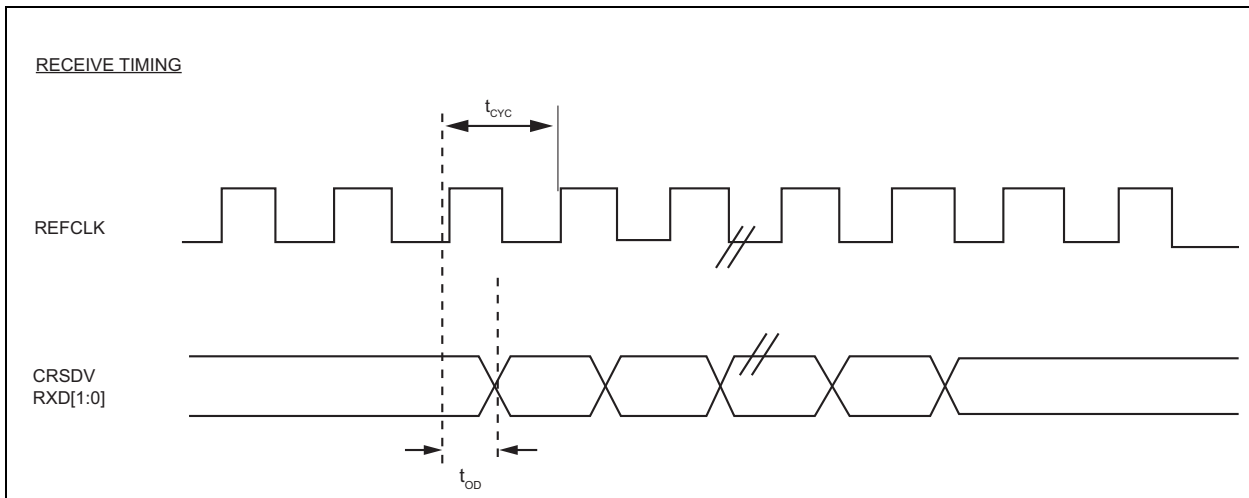 RECEIVE TIMING
tCYC
REFCLK
CRSDV
RXD[1:0]
tOD